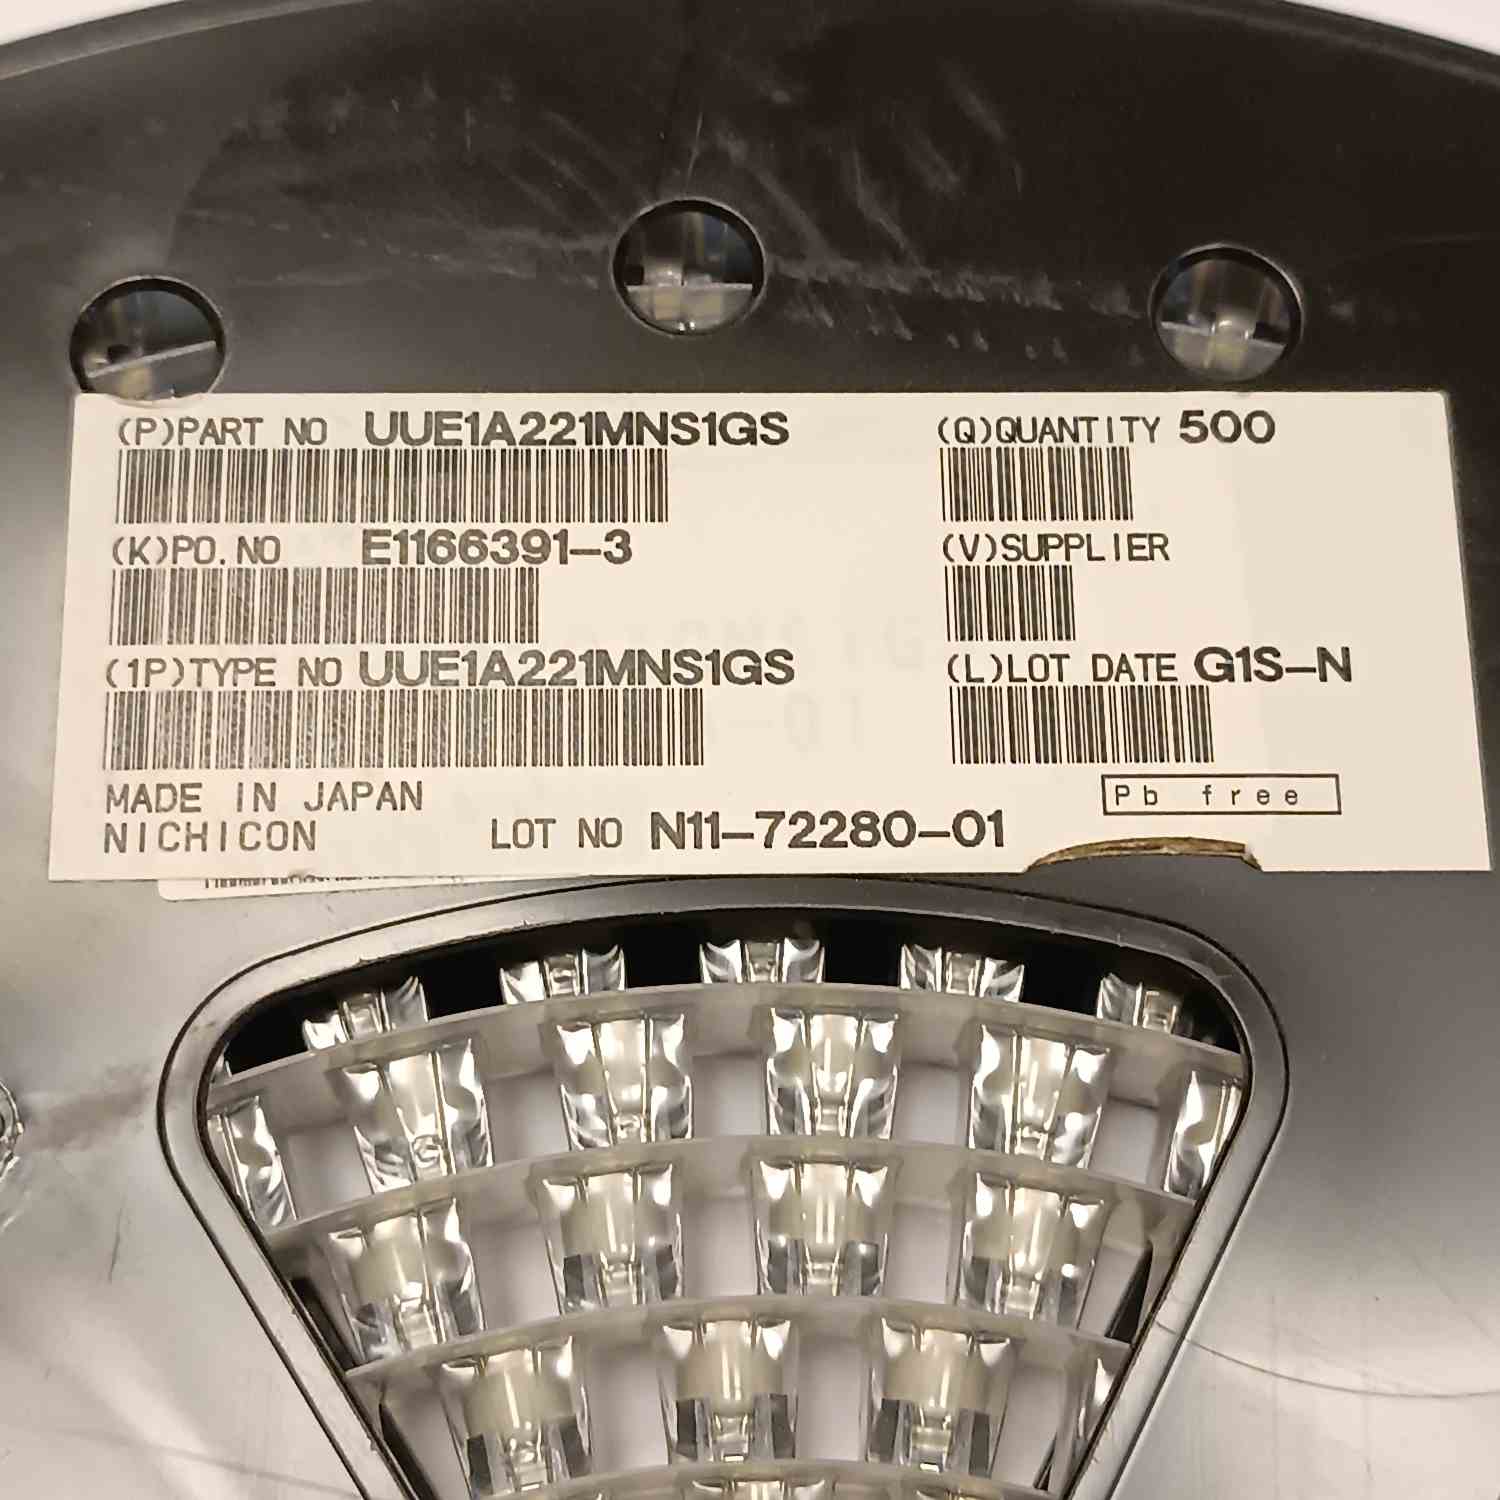 (P)PART NO UUE1A221MNS1GS
(Q)QUANTITY 500
(K)PO.NO E1166391-3
(V)SUPPLIER
(1P)TYPE NO UUE1A221MNS1GS
(L)LOT DATE G1S-N
MADE IN JAPAN
Pb free
NICHICON
LOT NO N11-72280-01